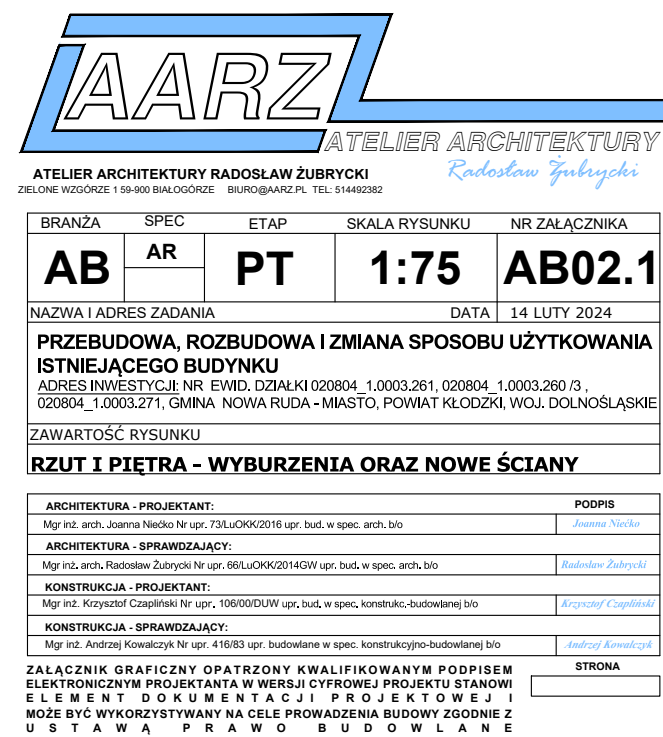 AARZ
ATELIER ARCHITEKTURY
Radosław Żubrycki
ATELIER ARCHITEKTURY RADOSŁAW ŻUBRYCKI
ZIELONE WZGÓRZE 1 59-900 BIAŁOGÓRZE BIURO@AARZ.PL TEL: 514492382
BRANŻA SPEC ETAP SKALA RYSUNKU NR ZAŁĄCZNIKA
AB AR PT 1:75 AB02.1
NAZWA I ADRES ZADANIA DATA 14 LUTY 2024
PRZEBUDOWA, ROZBUDOWA I ZMIANA SPOSOBU UŻYTKOWANIA
ISTNIEJĄCEGO BUDYNKU
ADRES INWESTYCJI: NR EWID. DZIAŁKI 020804_1.0003.261, 020804_1.0003.260 /3 ,
020804_1.0003.271, GMINA NOWA RUDA - MIASTO, POWIAT KŁODZKI, WOJ. DOLNOŚLĄSKIE
ZAWARTOŚĆ RYSUNKU
RZUT I PIĘTRA - WYBURZENIA ORAZ NOWE ŚCIANY
ARCHITEKTURA - PROJEKTANT: PODPIS
Mgr inż. arch. Joanna Niećko Nr upr. 73/LuOKK/2016 upr. bud. w spec. arch. b/o Joanna Niećko
ARCHITEKTURA - SPRAWDZAJĄCY:
Mgr inż. arch. Radosław Żubrycki Nr upr. 66/LuOKK/2014GW upr. bud. w spec. arch. b/o Radosław Żubrycki
KONSTRUKCJA - PROJEKTANT:
Mgr inż. Krzysztof Czapliński Nr upr. 106/00/DUW upr. bud. w spec. konstrukc.-budowlanej b/o Krzysztof Czapliński
KONSTRUKCJA - SPRAWDZAJĄCY:
Mgr inż. Andrzej Kowalczyk Nr upr. 416/83 upr. budowlane w spec. konstrukcyjno-budowlanej b/o Andrzej Kowalczyk
ZAŁĄCZNIK GRAFICZNY OPATRZONY KWALIFIKOWANYM PODPISEM STRONA
ELEKTRONICZNYM PROJEKTANTA W WERSJI CYFROWEJ PROJEKTU STANOWI
ELEMENT DOKUMENTACJI PROJEKTOWEJ I
MOŻE BYĆ WYKORZYSTYWANY NA CELE PROWADZENIA BUDOWY ZGODNIE Z
USTAWĄ PRAWO BUDOWLANE